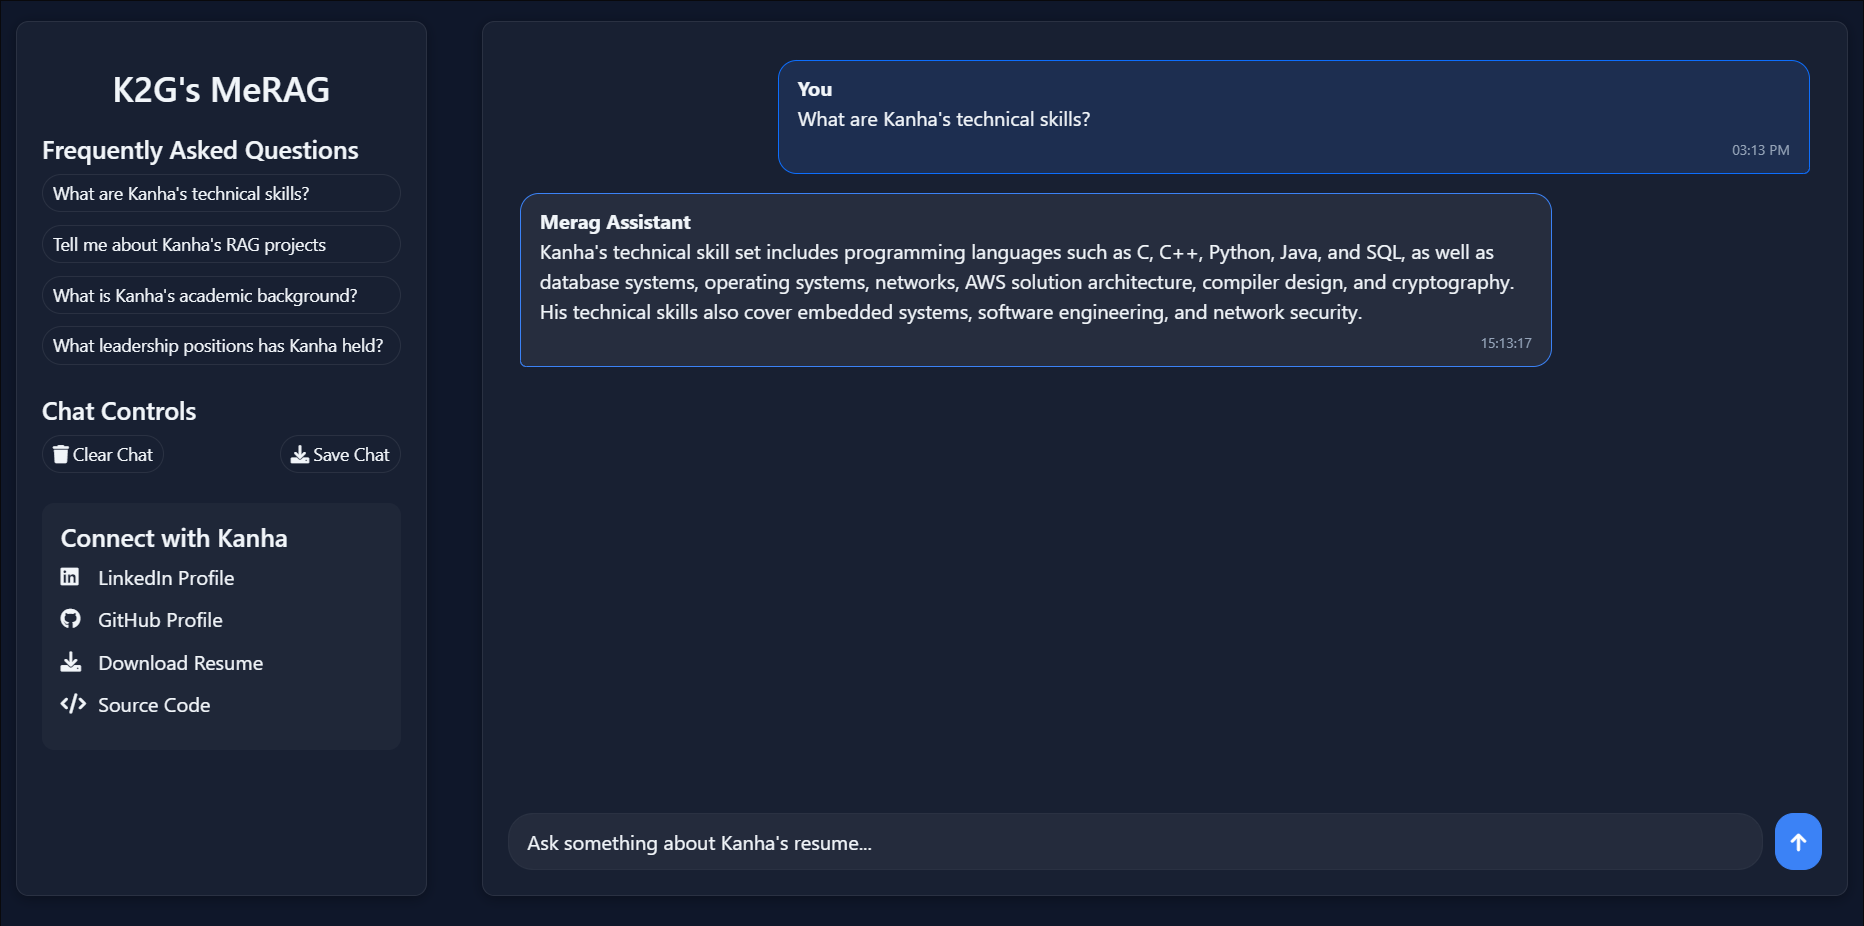 K2G's MeRAG
Frequently Asked Questions
What are Kanha's technical skills?
Tell me about Kanha's RAG projects
What is Kanha's academic background?
What leadership positions has Kanha held?
Chat Controls
Clear Chat
Save Chat
Connect with Kanha
LinkedIn Profile
GitHub Profile
Download Resume
Source Code
You
What are Kanha's technical skills?
03:13 PM
Merag Assistant
Kanha's technical skill set includes programming languages such as C, C++, Python, Java, and SQL, as well as
database systems, operating systems, networks, AWS solution architecture, compiler design, and cryptography.
His technical skills also cover embedded systems, software engineering, and network security.
15:13:17
Ask something about Kanha's resume...